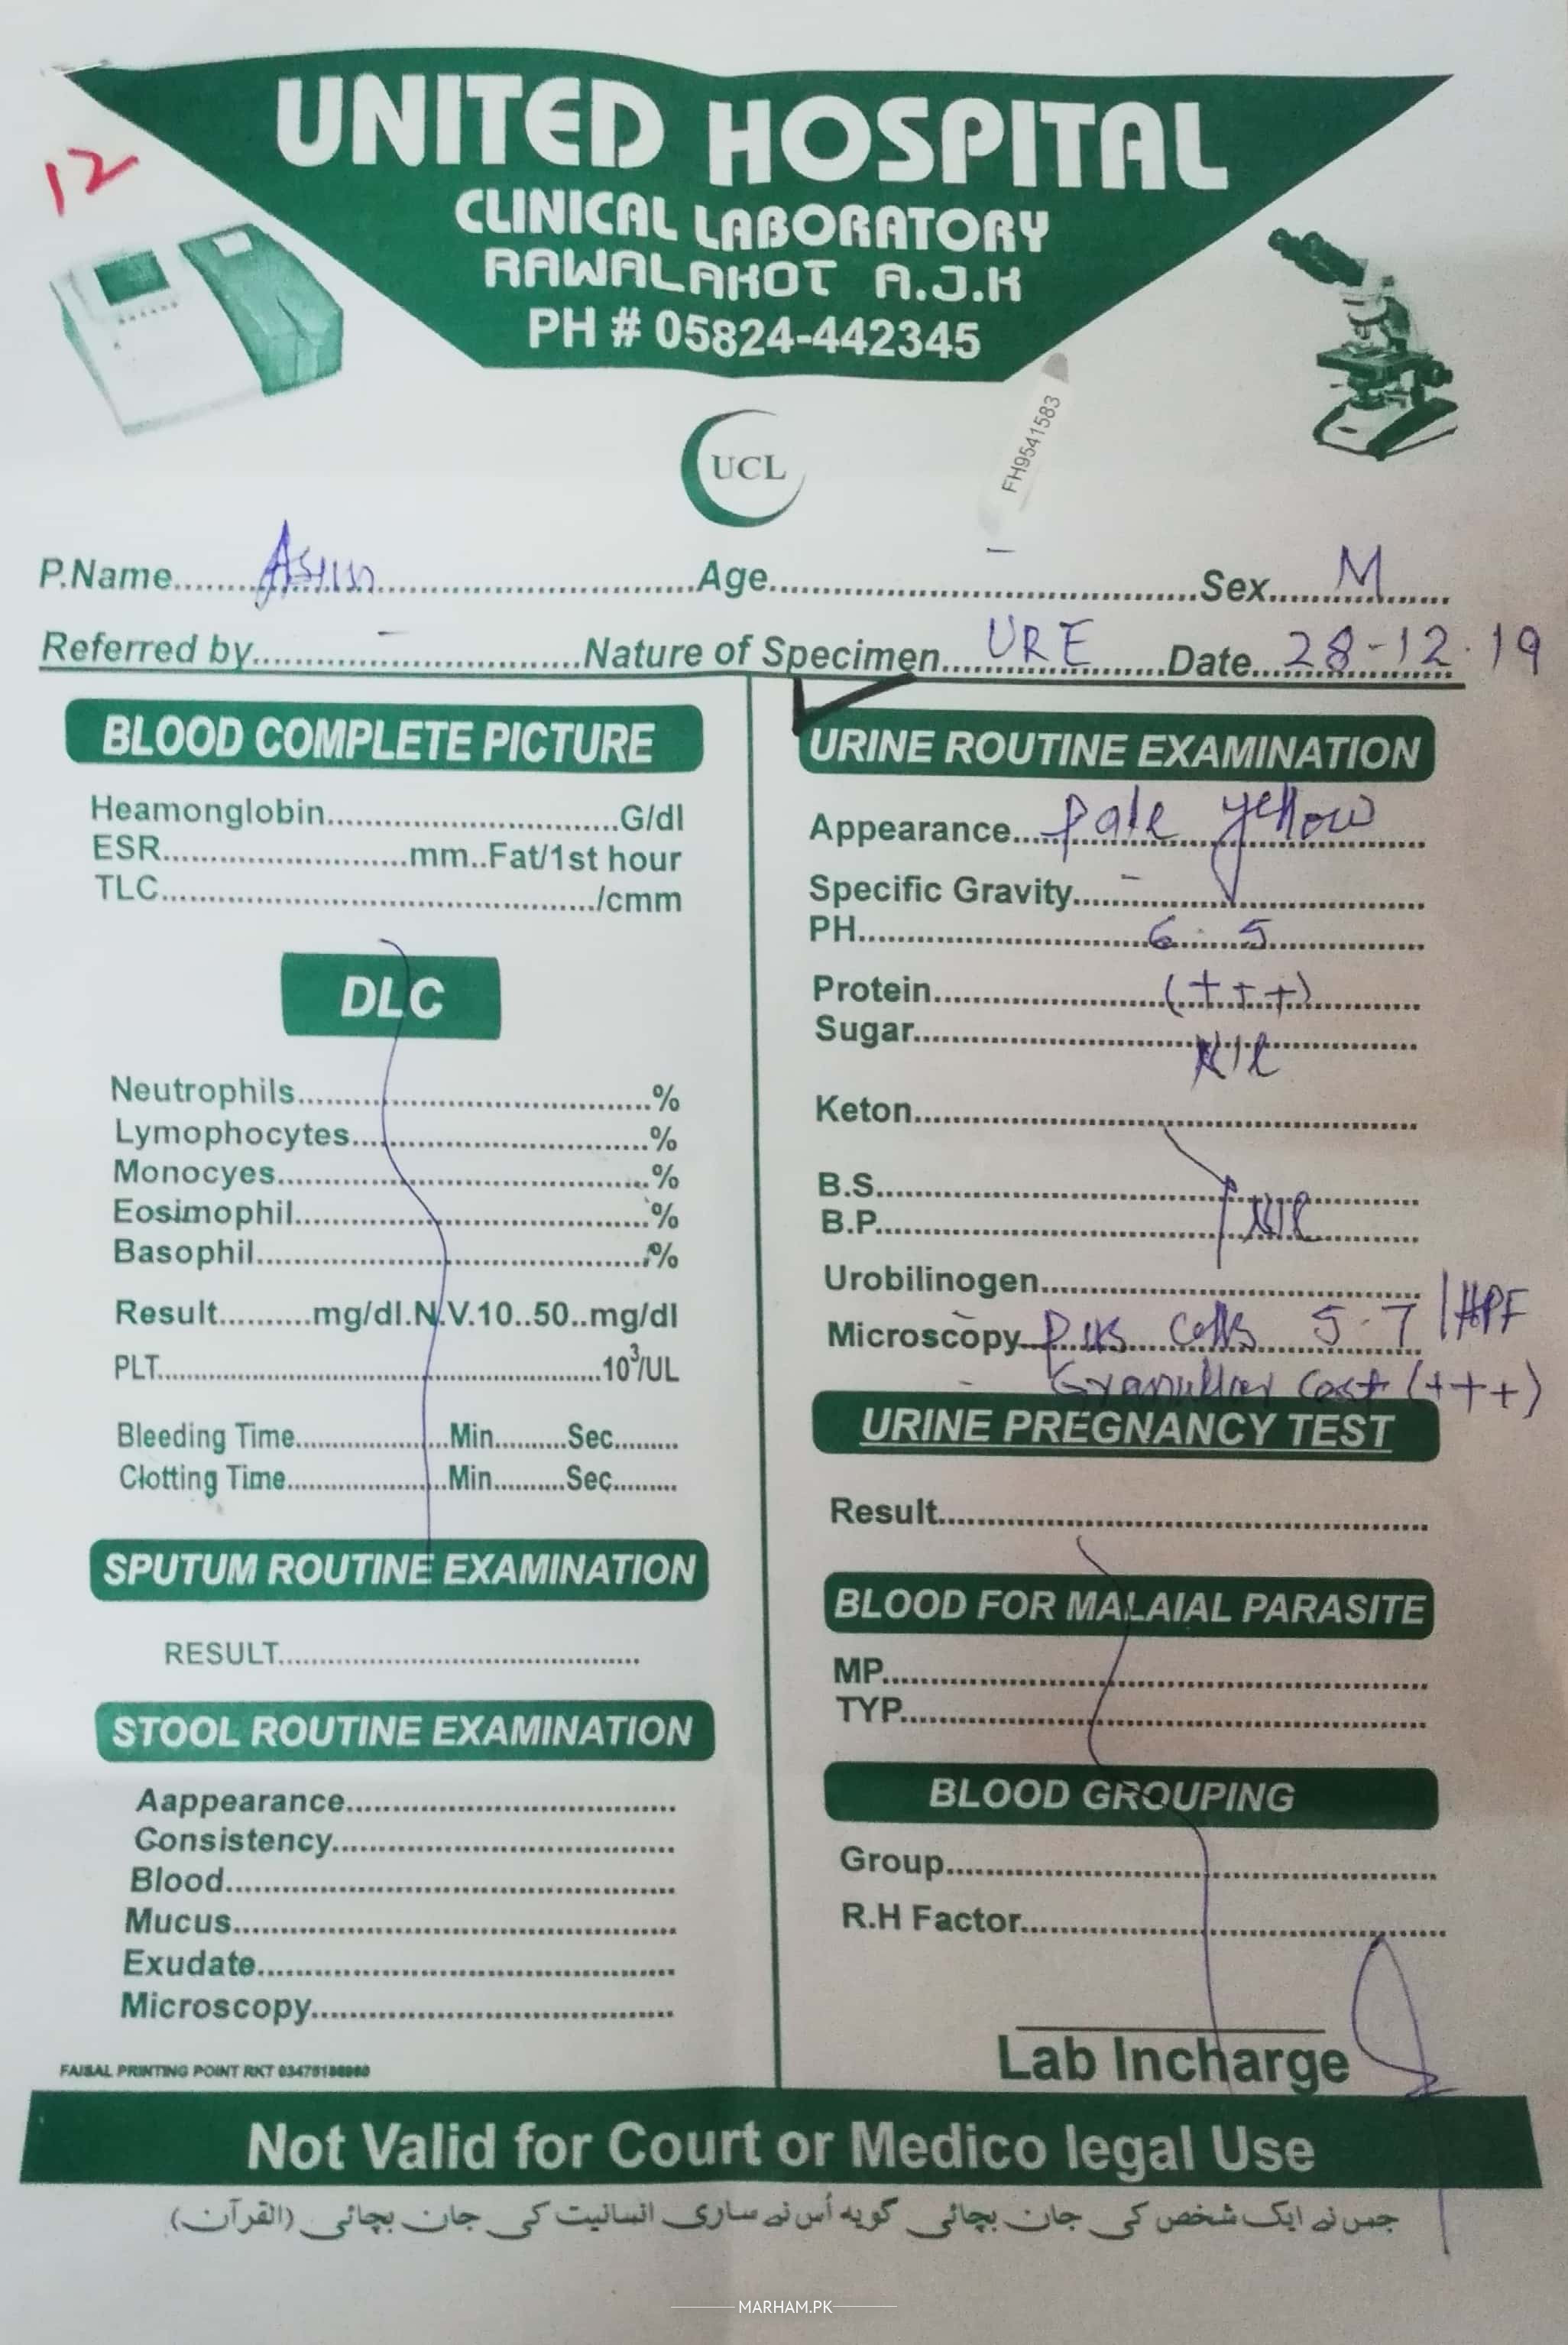 UNITED HOSPITAL
CLINICAL LABORATORY
RAWALAKOT A.J.K
PH # 05824-442345
12
UCL
FH9541583
P.Name.......Asim.......Age..............Sex.....M.....
Referred by.......-.......Nature of Specimen....URE....Date...28-12.19
BLOOD COMPLETE PICTURE
Heamonglobin..............................G/dl
ESR..........................mm..Fat/1st hour
TLC............................................./cmm
DLC
Neutrophils.....................................%
Lymophocytes...............................%
Monocyes.......................................%
Eosimophil.....................................%
Basophil.........................................%
Result..........mg/dl.N.V.10..50..mg/dl
PLT..............................................10³/UL
Bleeding Time......................Min..........Sec.........
Clotting Time.......................Min..........Sec.........
SPUTUM ROUTINE EXAMINATION
RESULT..........................................
STOOL ROUTINE EXAMINATION
Aappearance...................................
Consistency....................................
Blood...............................................
Mucus..............................................
Exudate...........................................
Microscopy.....................................
FAISAL PRINTING POINT RKT
URINE ROUTINE EXAMINATION
Appearance....pale yellow
Specific Gravity......-......
PH..............6.5..........
Protein..............(+++)..........
Sugar..............Nil
Keton....................................................
B.S.......................................................
B.P.............Nil
Urobilinogen.......................................
Microscopy - Pus cells 5-7 /HPF
- Granullar cast (+++)
URINE PREGNANCY TEST
Result..................................................
BLOOD FOR MALAIAL PARASITE
MP.......................................................
TYP......................................................
BLOOD GROUPING
Group..................................................
R.H Factor...........................................
Lab Incharge
Not Valid for Court or Medico legal Use
جس نے ایک شخص کی جان بچائی گویہ اُس نے ساری انسانیت کی جان بچائی (القرآن)
MARHAM.PK